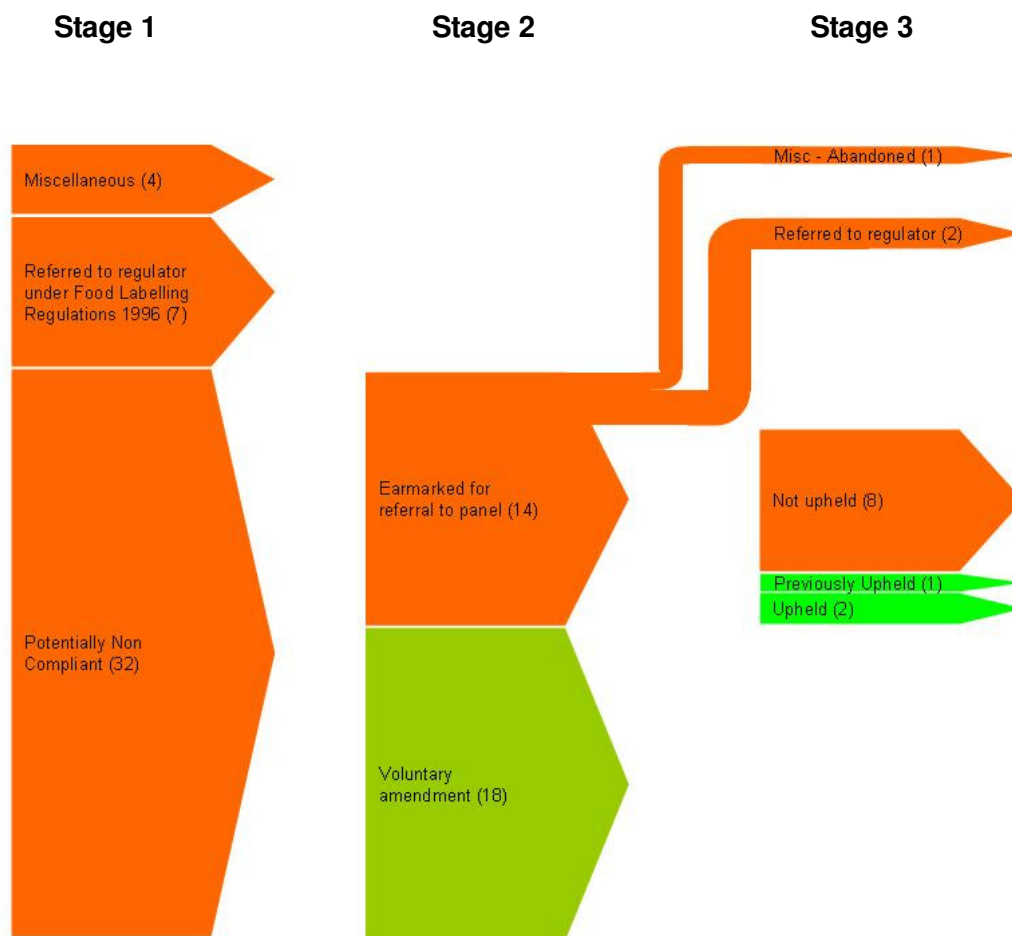 Stage 1
Stage 2
Stage 3
Miscellaneous (4)
Referred to regulator
under Food Labelling
Regulations 1996 (7)
Potentially Non
Compliant (32)
Earmarked for
referral to panel (14)
Voluntary
amendment (18)
Misc - Abandoned (1)
Referred to regulator (2)
Not upheld (8)
Previously Upheld (1)
Upheld (2)